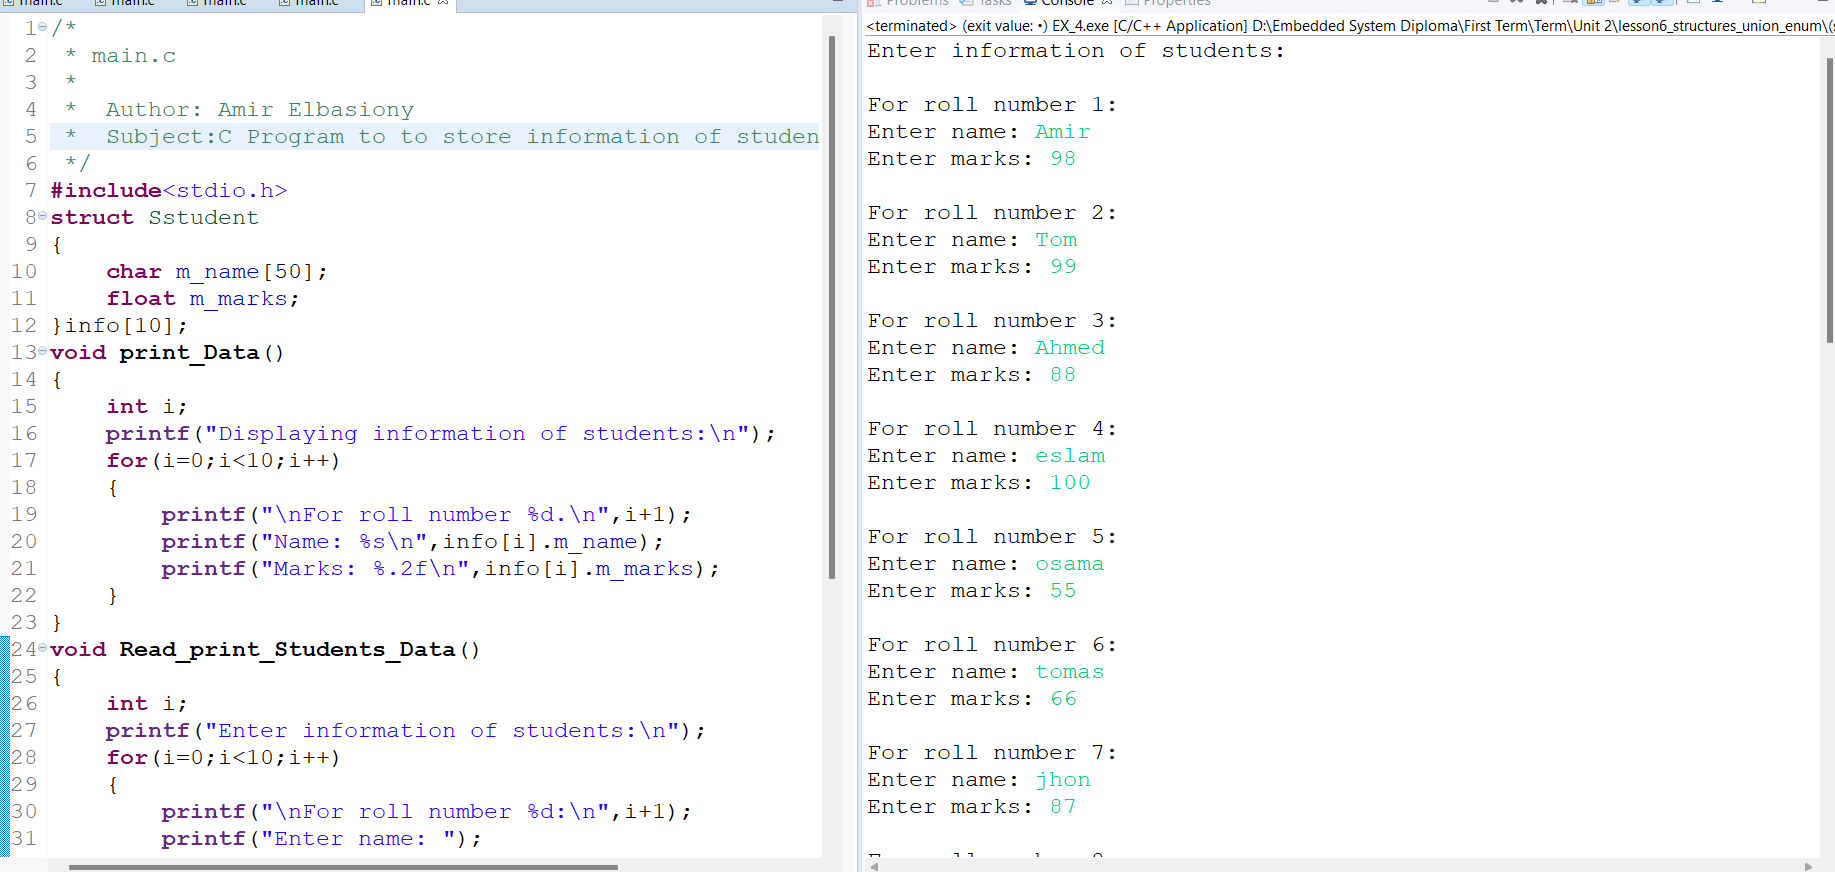 main.c main.c main.c main.c main.c
1 /*
2  * main.c
3  *
4  *  Author: Amir Elbasiony
5  *  Subject:C Program to to store information of studen
6  */
7 #include<stdio.h>
8 struct Sstudent
9 {
10     char m_name[50];
11     float m_marks;
12 }info[10];
13 void print_Data()
14 {
15     int i;
16     printf("Displaying information of students:\n");
17     for(i=0;i<10;i++)
18     {
19         printf("\nFor roll number %d.\n",i+1);
20         printf("Name: %s\n",info[i].m_name);
21         printf("Marks: %.2f\n",info[i].m_marks);
22     }
23 }
24 void Read_print_Students_Data()
25 {
26     int i;
27     printf("Enter information of students:\n");
28     for(i=0;i<10;i++)
29     {
30         printf("\nFor roll number %d:\n",i+1);
31         printf("Enter name: ");
Problems Tasks Console Properties
<terminated> (exit value: •) EX_4.exe [C/C++ Application] D:\Embedded System Diploma\First Term\Term\Unit 2\lesson6_structures_union_enum\(
Enter information of students:
For roll number 1:
Enter name: Amir
Enter marks: 98
For roll number 2:
Enter name: Tom
Enter marks: 99
For roll number 3:
Enter name: Ahmed
Enter marks: 88
For roll number 4:
Enter name: eslam
Enter marks: 100
For roll number 5:
Enter name: osama
Enter marks: 55
For roll number 6:
Enter name: tomas
Enter marks: 66
For roll number 7:
Enter name: jhon
Enter marks: 87